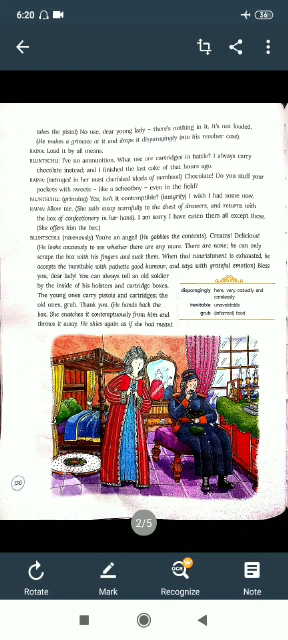 6:20
36
takes the pistol) No use, dear young lady – there's nothing in it. It's not loaded.
(He makes a grimace at it and drops it disparagingly into his revolver case).
RAINA: Load it by all means.
BLUNTSCHLI: I've no ammunition. What use are cartridges in battle? I always carry
chocolate instead; and I finished the last cake of that hours ago.
RAINA: (outraged in her most cherished ideals of manhood) Chocolate! Do you stuff your
pockets with sweets – like a schoolboy – even in the field?
BLUNTSCHLI: (grinning) Yes; isn't it contemptible? (hungrily) I wish I had some now.
RAINA: Allow me. (She sails away scornfully to the chest of drawers, and returns with
the box of confectionery in her hand). I am sorry I have eaten them all except these.
(She offers him the box)
BLUNTSCHLI: (ravenously) You're an angel! (He gobbles the contents). Creams! Delicious!
(He looks anxiously to see whether there are any more. There are none; he can only
scrape the box with his fingers and suck them. When that nourishment is exhausted, he
accepts the inevitable with pathetic good humour, and says with grateful emotion) Bless
you, dear lady! You can always tell an old soldier
by the inside of his holsters and cartridge boxes.
The young ones carry pistols and cartridges; the
old ones, grub. Thank you. (He hands back the
box. She snatches it contemptuously from him and
throws it away. He shies again as if she had meant
disparagingly here, very casually and
carelessly
inevitable unavoidable
grub (informal) food
2/5
Rotate
Mark
OCR
Recognize
Note